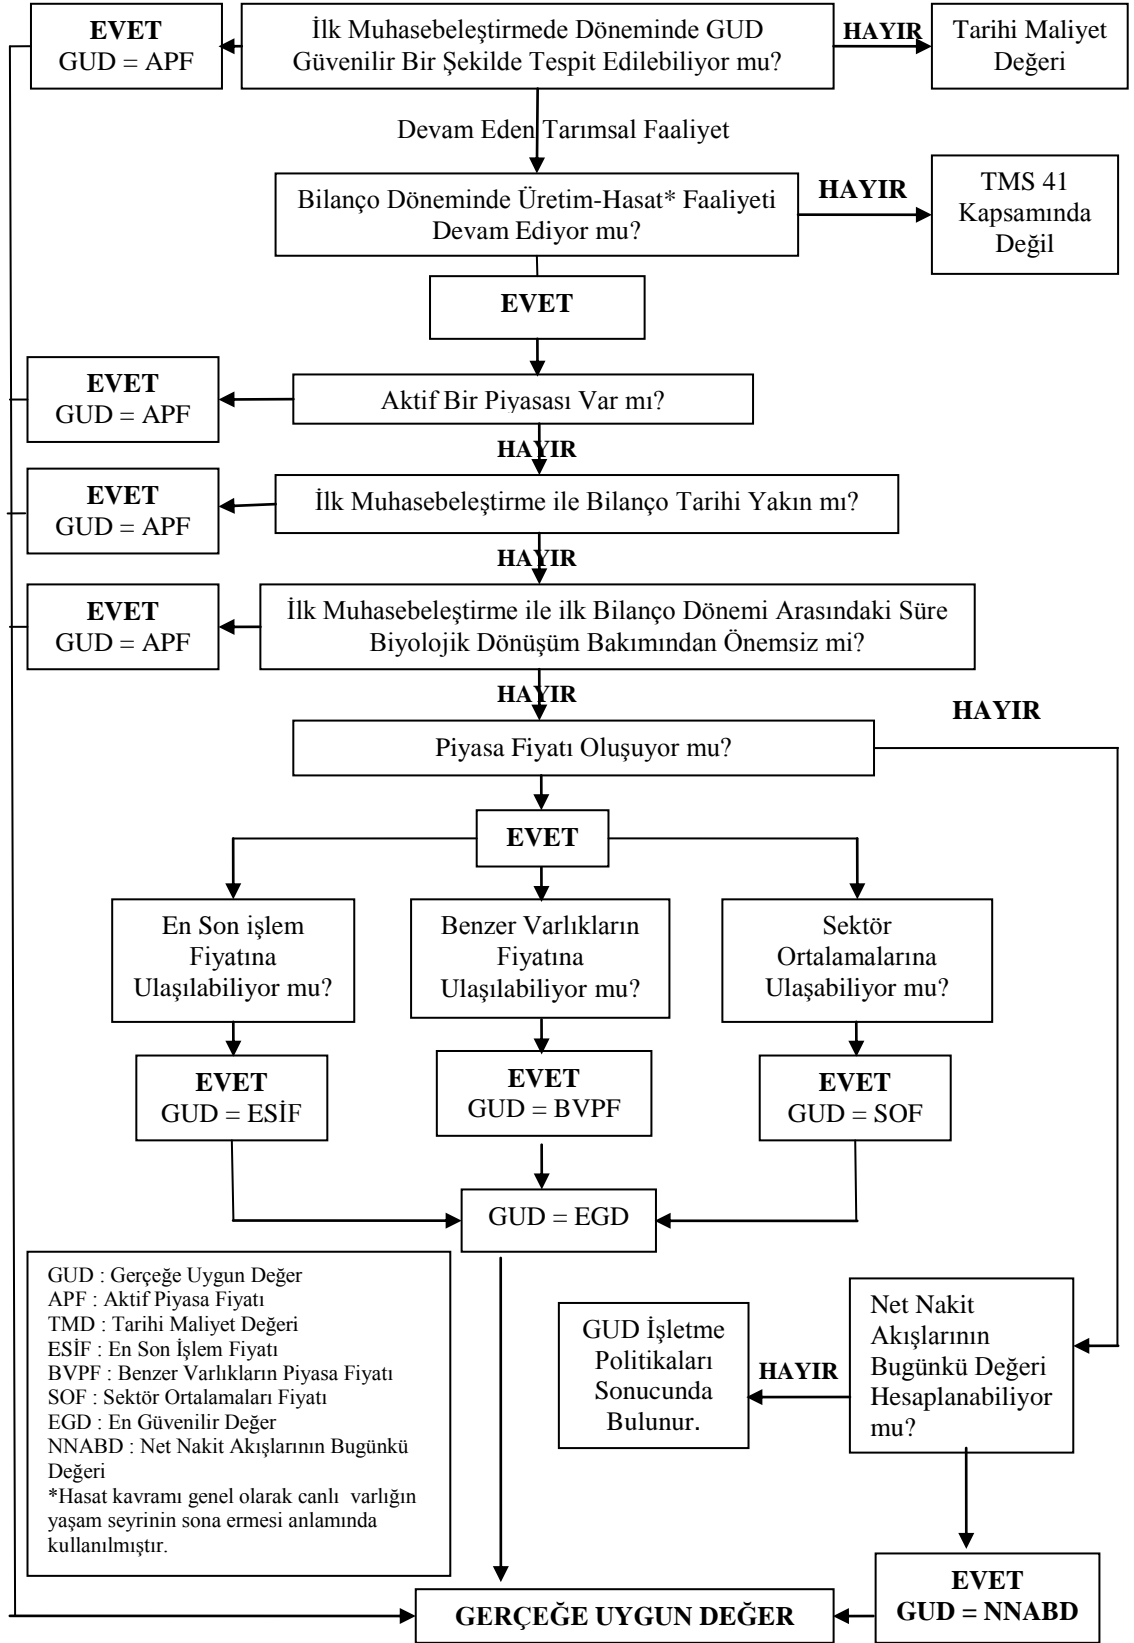 EVET
GUD = APF
İlk Muhasebeleştirmede Döneminde GUD
Güvenilir Bir Şekilde Tespit Edilebiliyor mu?
HAYIR
Tarihi Maliyet
Değeri
Devam Eden Tarımsal Faaliyet
Bilanço Döneminde Üretim-Hasat* Faaliyeti
Devam Ediyor mu?
HAYIR
TMS 41
Kapsamında
Değil
EVET
EVET
GUD = APF
Aktif Bir Piyasası Var mı?
HAYIR
EVET
GUD = APF
İlk Muhasebeleştirme ile Bilanço Tarihi Yakın mı?
HAYIR
EVET
GUD = APF
İlk Muhasebeleştirme ile ilk Bilanço Dönemi Arasındaki Süre
Biyolojik Dönüşüm Bakımından Önemsiz mi?
HAYIR
HAYIR
Piyasa Fiyatı Oluşuyor mu?
EVET
En Son işlem
Fiyatına
Ulaşılabiliyor mu?
Benzer Varlıkların
Fiyatına
Ulaşılabiliyor mu?
Sektör
Ortalamalarına
Ulaşabiliyor mu?
EVET
GUD = ESİF
EVET
GUD = BVPF
EVET
GUD = SOF
GUD = EGD
GUD : Gerçeğe Uygun Değer
APF : Aktif Piyasa Fiyatı
TMD : Tarihi Maliyet Değeri
ESİF : En Son İşlem Fiyatı
BVPF : Benzer Varlıkların Piyasa Fiyatı
SOF : Sektör Ortalamaları Fiyatı
EGD : En Güvenilir Değer
NNABD : Net Nakit Akışlarının Bugünkü
Değeri
*Hasat kavramı genel olarak canlı varlığın
yaşam seyrinin sona ermesi anlamında
kullanılmıştır.
GUD İşletme
Politikaları
Sonucunda
Bulunur.
HAYIR
Net Nakit
Akışlarının
Bugünkü Değeri
Hesaplanabiliyor
mu?
EVET
GUD = NNABD
GERÇEĞE UYGUN DEĞER